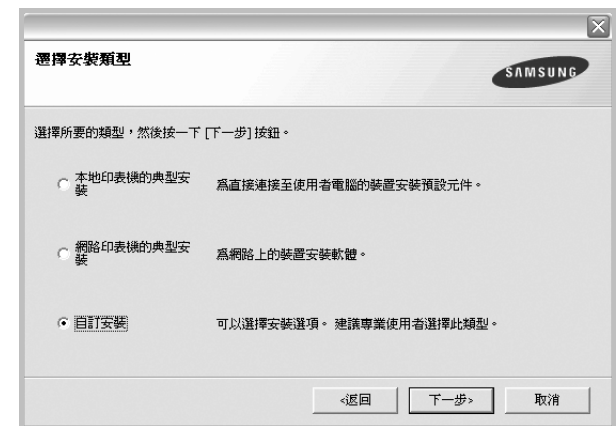 選擇安裝類型
SAMSUNG
選擇所要的類型，然後按一下 [下一步] 按鈕。
本地印表機的典型安
裝
爲直接連接至使用者電腦的裝置安裝預設元件。
網路印表機的典型安
裝
爲網路上的裝置安裝軟體。
自訂安裝
可以選擇安裝選項。 建議專業使用者選擇此類型。
<返回
下一步>
取消